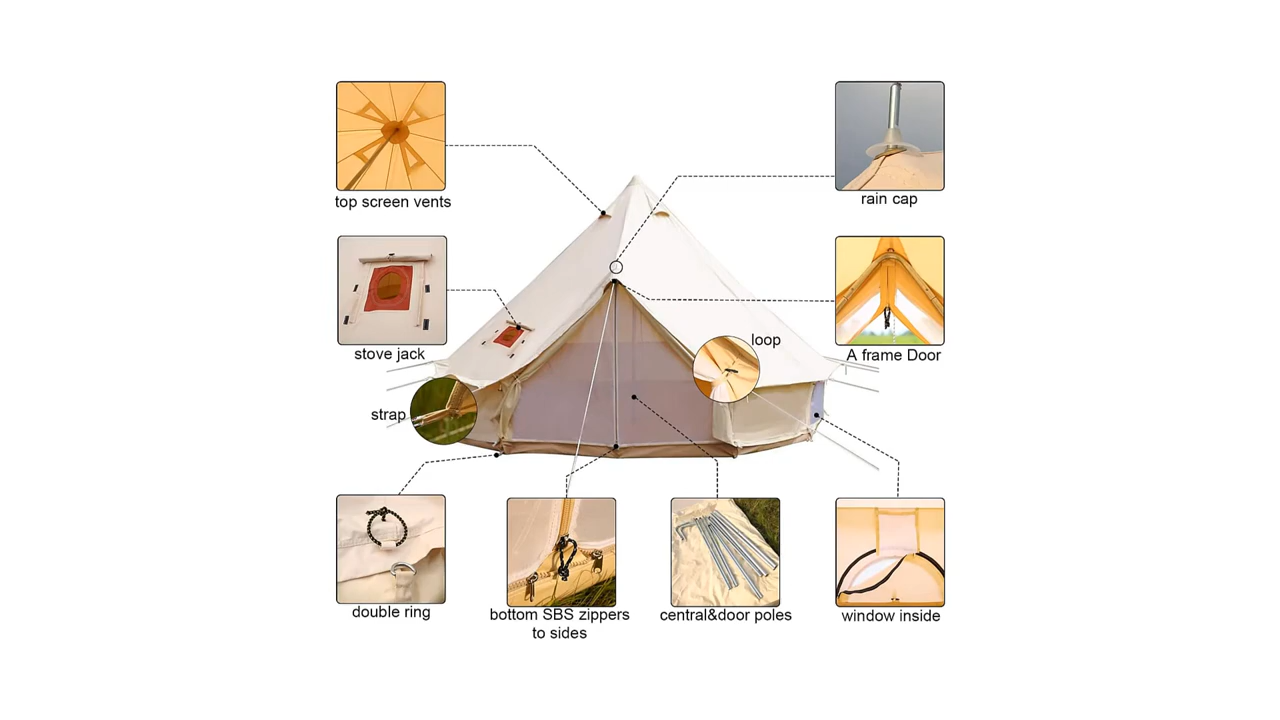 top screen vents
rain cap
stove jack
loop
A frame Door
strap
double ring
bottom SBS zippers
to sides
central&door poles
window inside